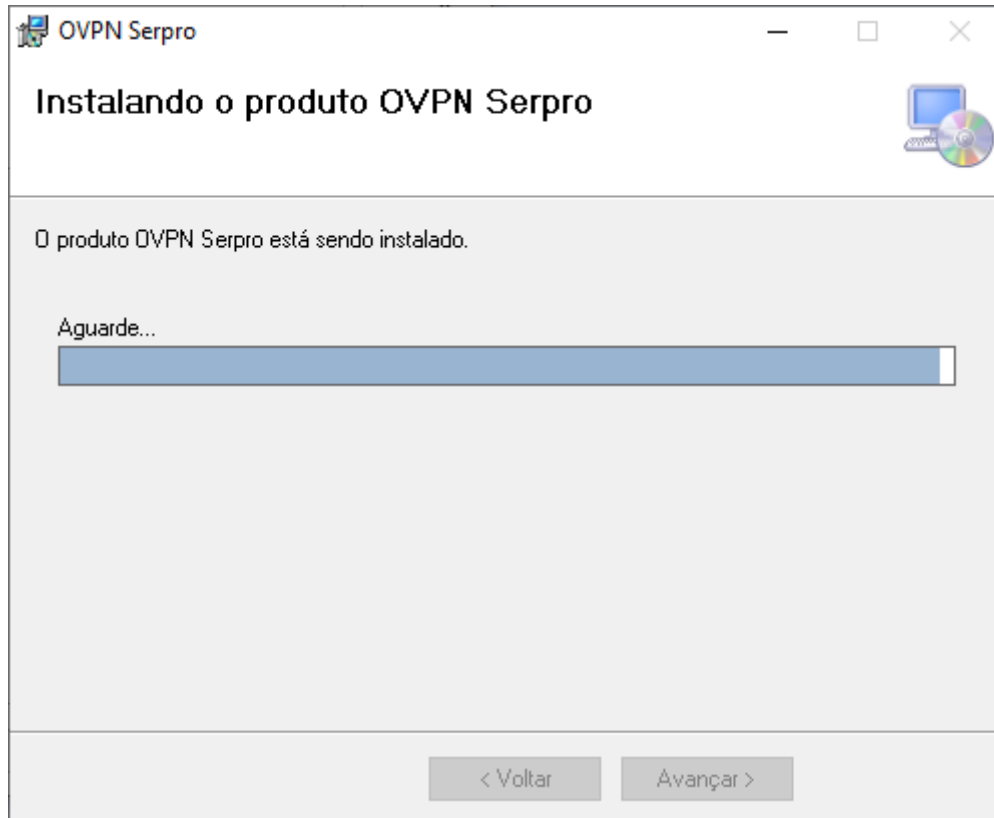 OVPN Serpro
Instalando o produto OVPN Serpro
O produto OVPN Serpro está sendo instalado.
Aguarde...
< Voltar
Avançar >